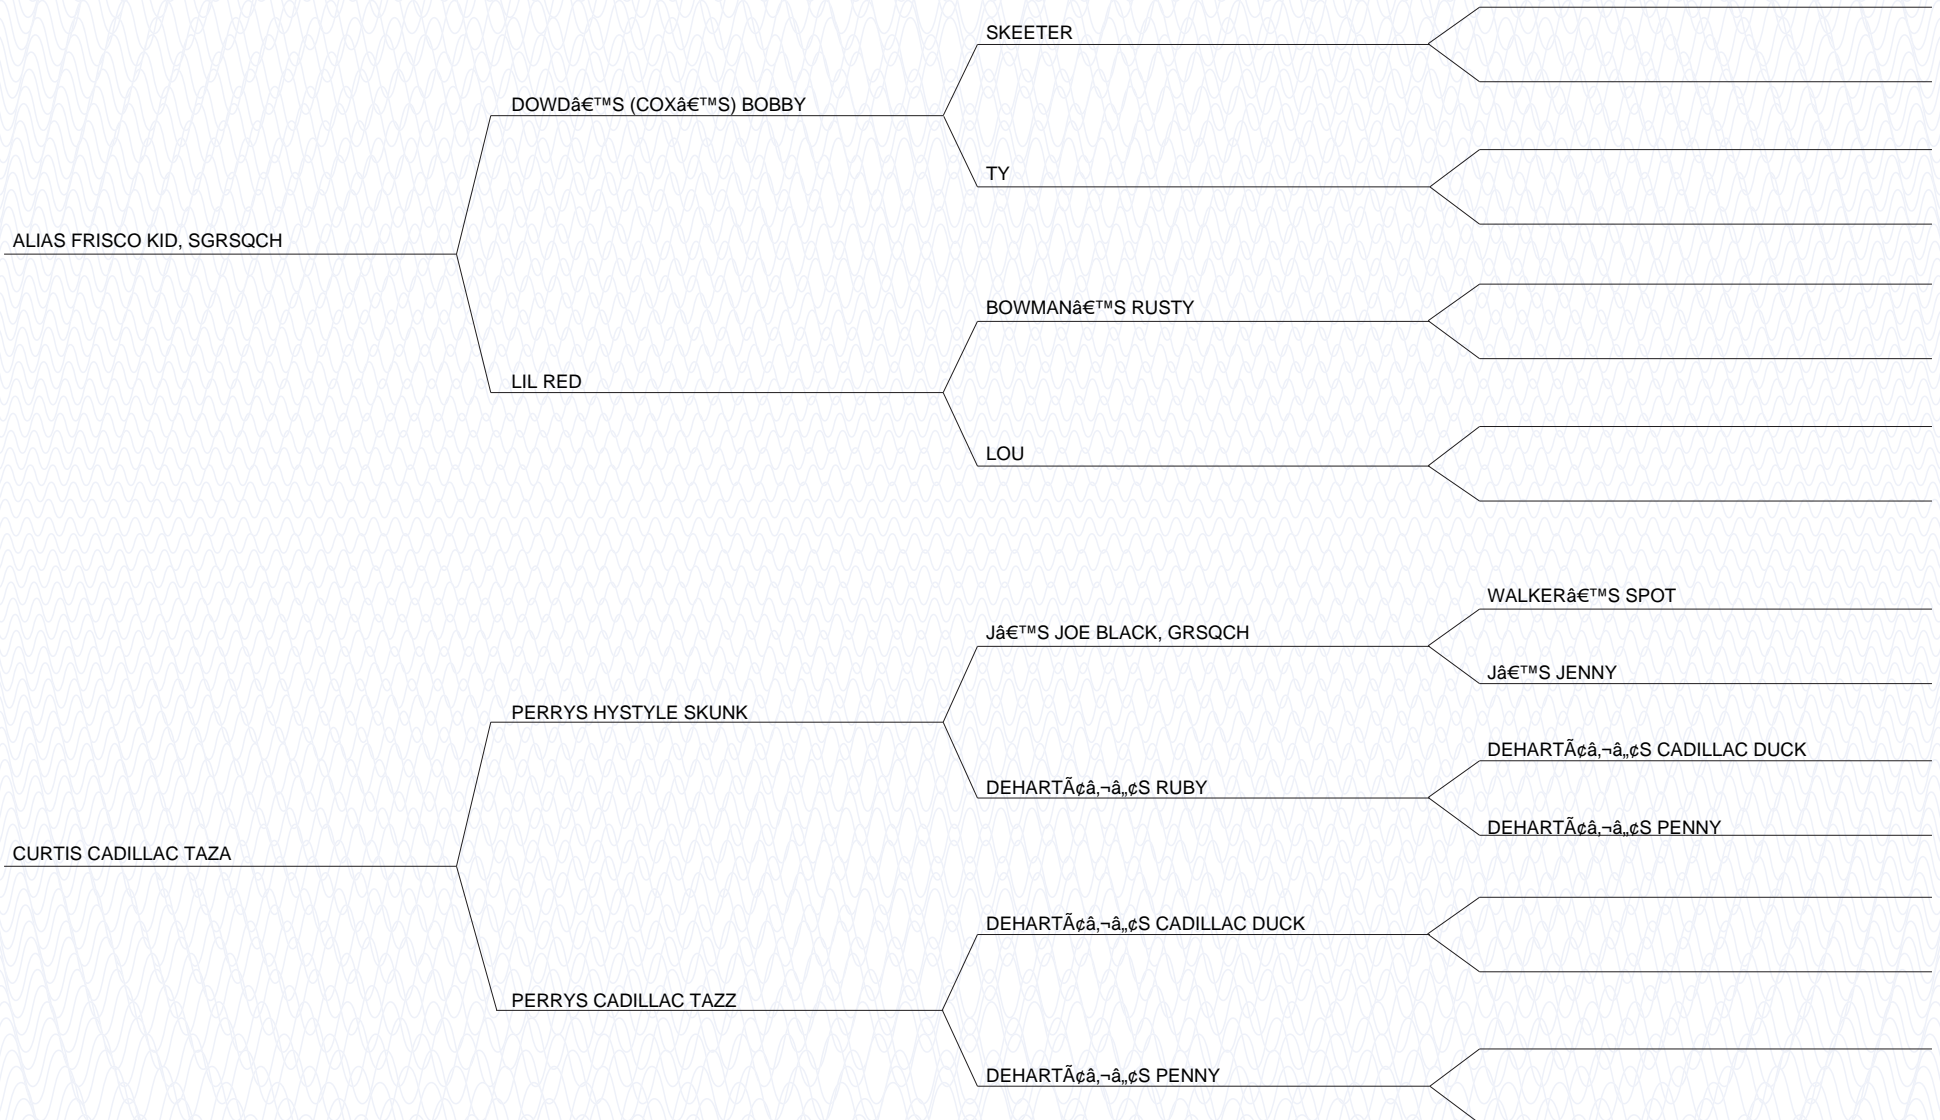 SKEETER
DOWDâ€™S (COXâ€™S) BOBBY
TY
ALIAS FRISCO KID, SGRSQCH
BOWMANâ€™S RUSTY
LIL RED
LOU
WALKERâ€™S SPOT
Jâ€™S JOE BLACK, GRSQCH
Jâ€™S JENNY
PERRYS HYSTYLE SKUNK
DEHARTÃ¢â‚¬â„¢S CADILLAC DUCK
DEHARTÃ¢â‚¬â„¢S RUBY
DEHARTÃ¢â‚¬â„¢S PENNY
CURTIS CADILLAC TAZA
DEHARTÃ¢â‚¬â„¢S CADILLAC DUCK
PERRYS CADILLAC TAZZ
DEHARTÃ¢â‚¬â„¢S PENNY